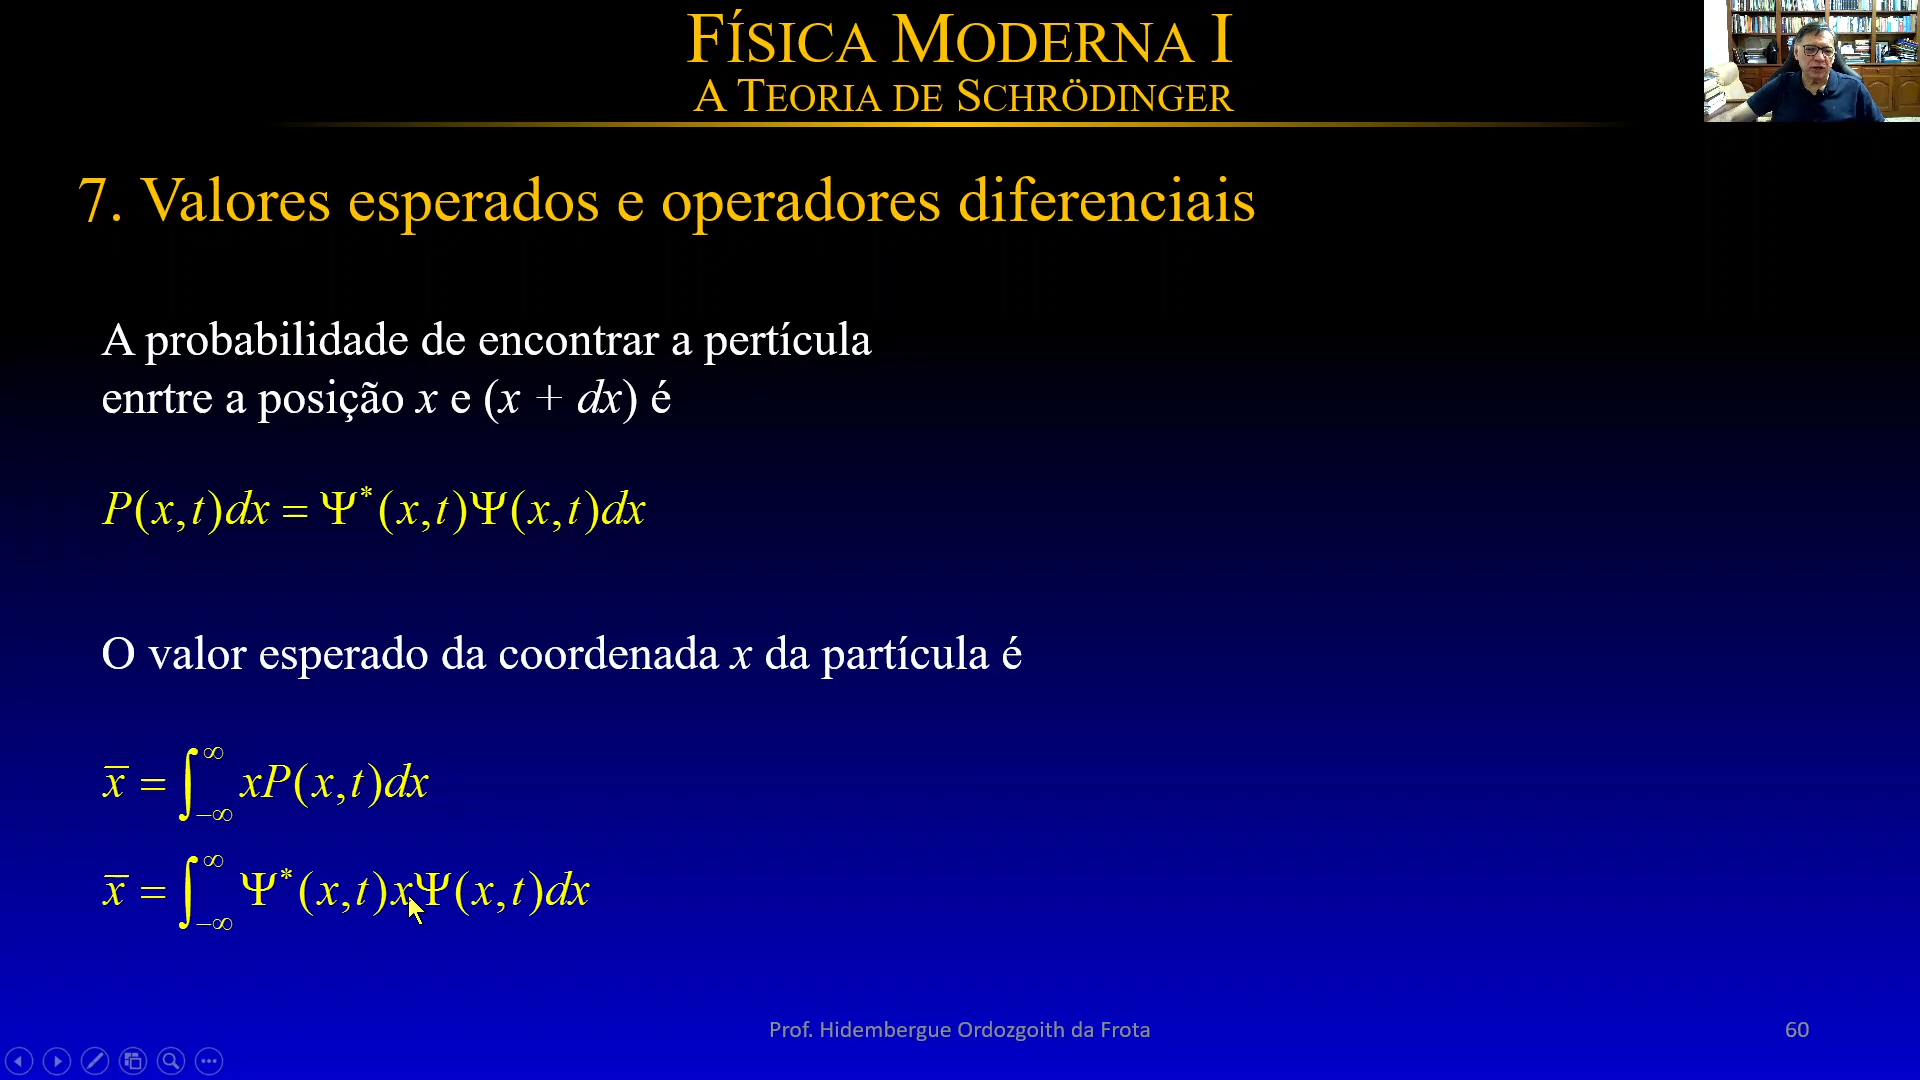 FÍSICA MODERNA I
A TEORIA DE SCHRÖDINGER
7. Valores esperados e operadores diferenciais
A probabilidade de encontrar a pertícula
enrtre a posição x e (x + dx) é
P(x,t)dx = Ψ*(x,t)Ψ(x,t)dx
O valor esperado da coordenada x da partícula é
x̅ = ∫_{-∞}^{∞} xP(x,t)dx
x̅ = ∫_{-∞}^{∞} Ψ*(x,t)xΨ(x,t)dx
Prof. Hidembergue Ordozgoith da Frota
60